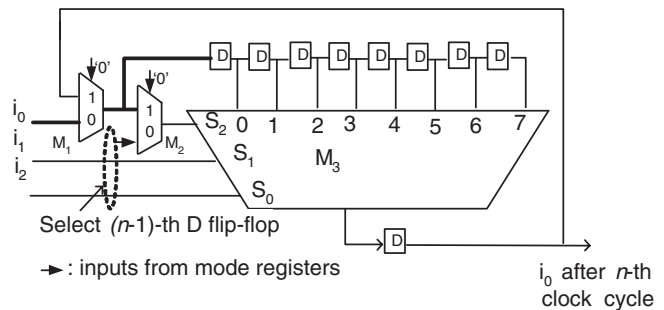 '0'
'0'
D D D D D D D D
1
0
1
0
i0
i1
i2
M1
M2
S2 0 1 2 3 4 5 6 7
S1
M3
S0
Select (n-1)-th D flip-flop
D
: inputs from mode registers
i0 after n-th
clock cycle